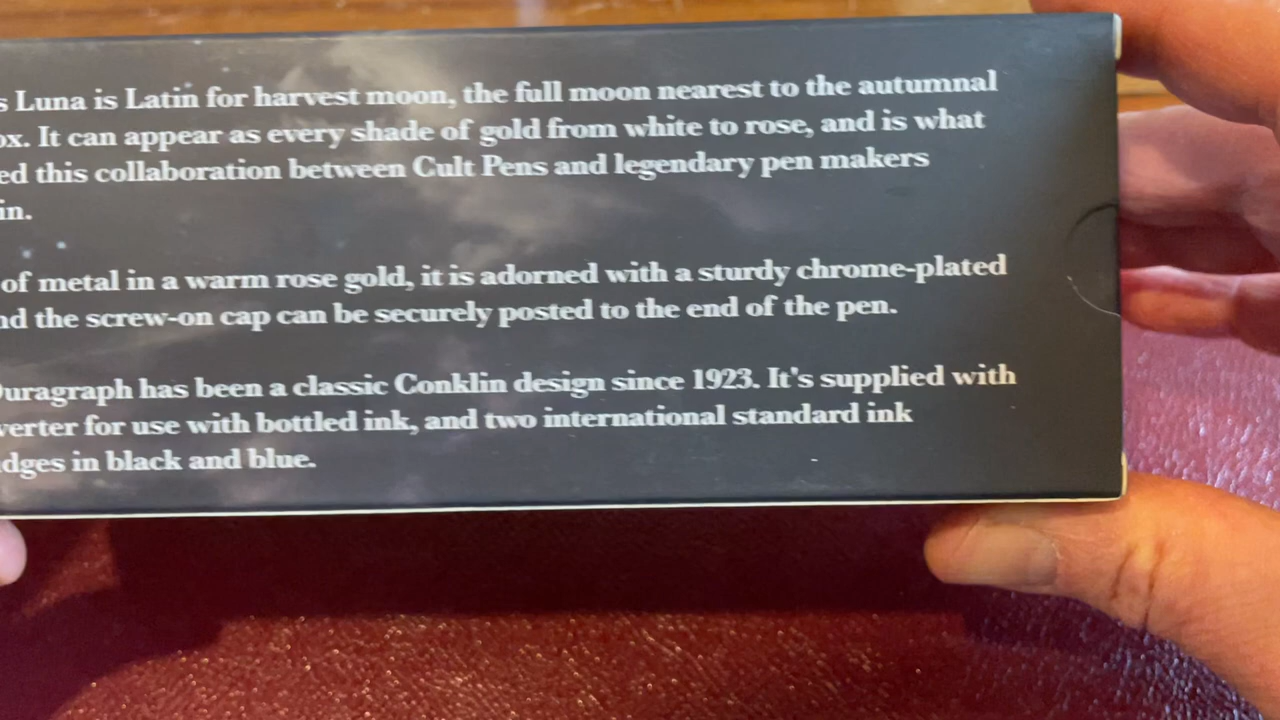 s Luna is Latin for harvest moon, the full moon nearest to the autumnal
ox. It can appear as every shade of gold from white to rose, and is what
ed this collaboration between Cult Pens and legendary pen makers
in.
of metal in a warm rose gold, it is adorned with a sturdy chrome-plated
nd the screw-on cap can be securely posted to the end of the pen.
Duragraph has been a classic Conklin design since 1923. It's supplied with
verter for use with bottled ink, and two international standard ink
dges in black and blue.